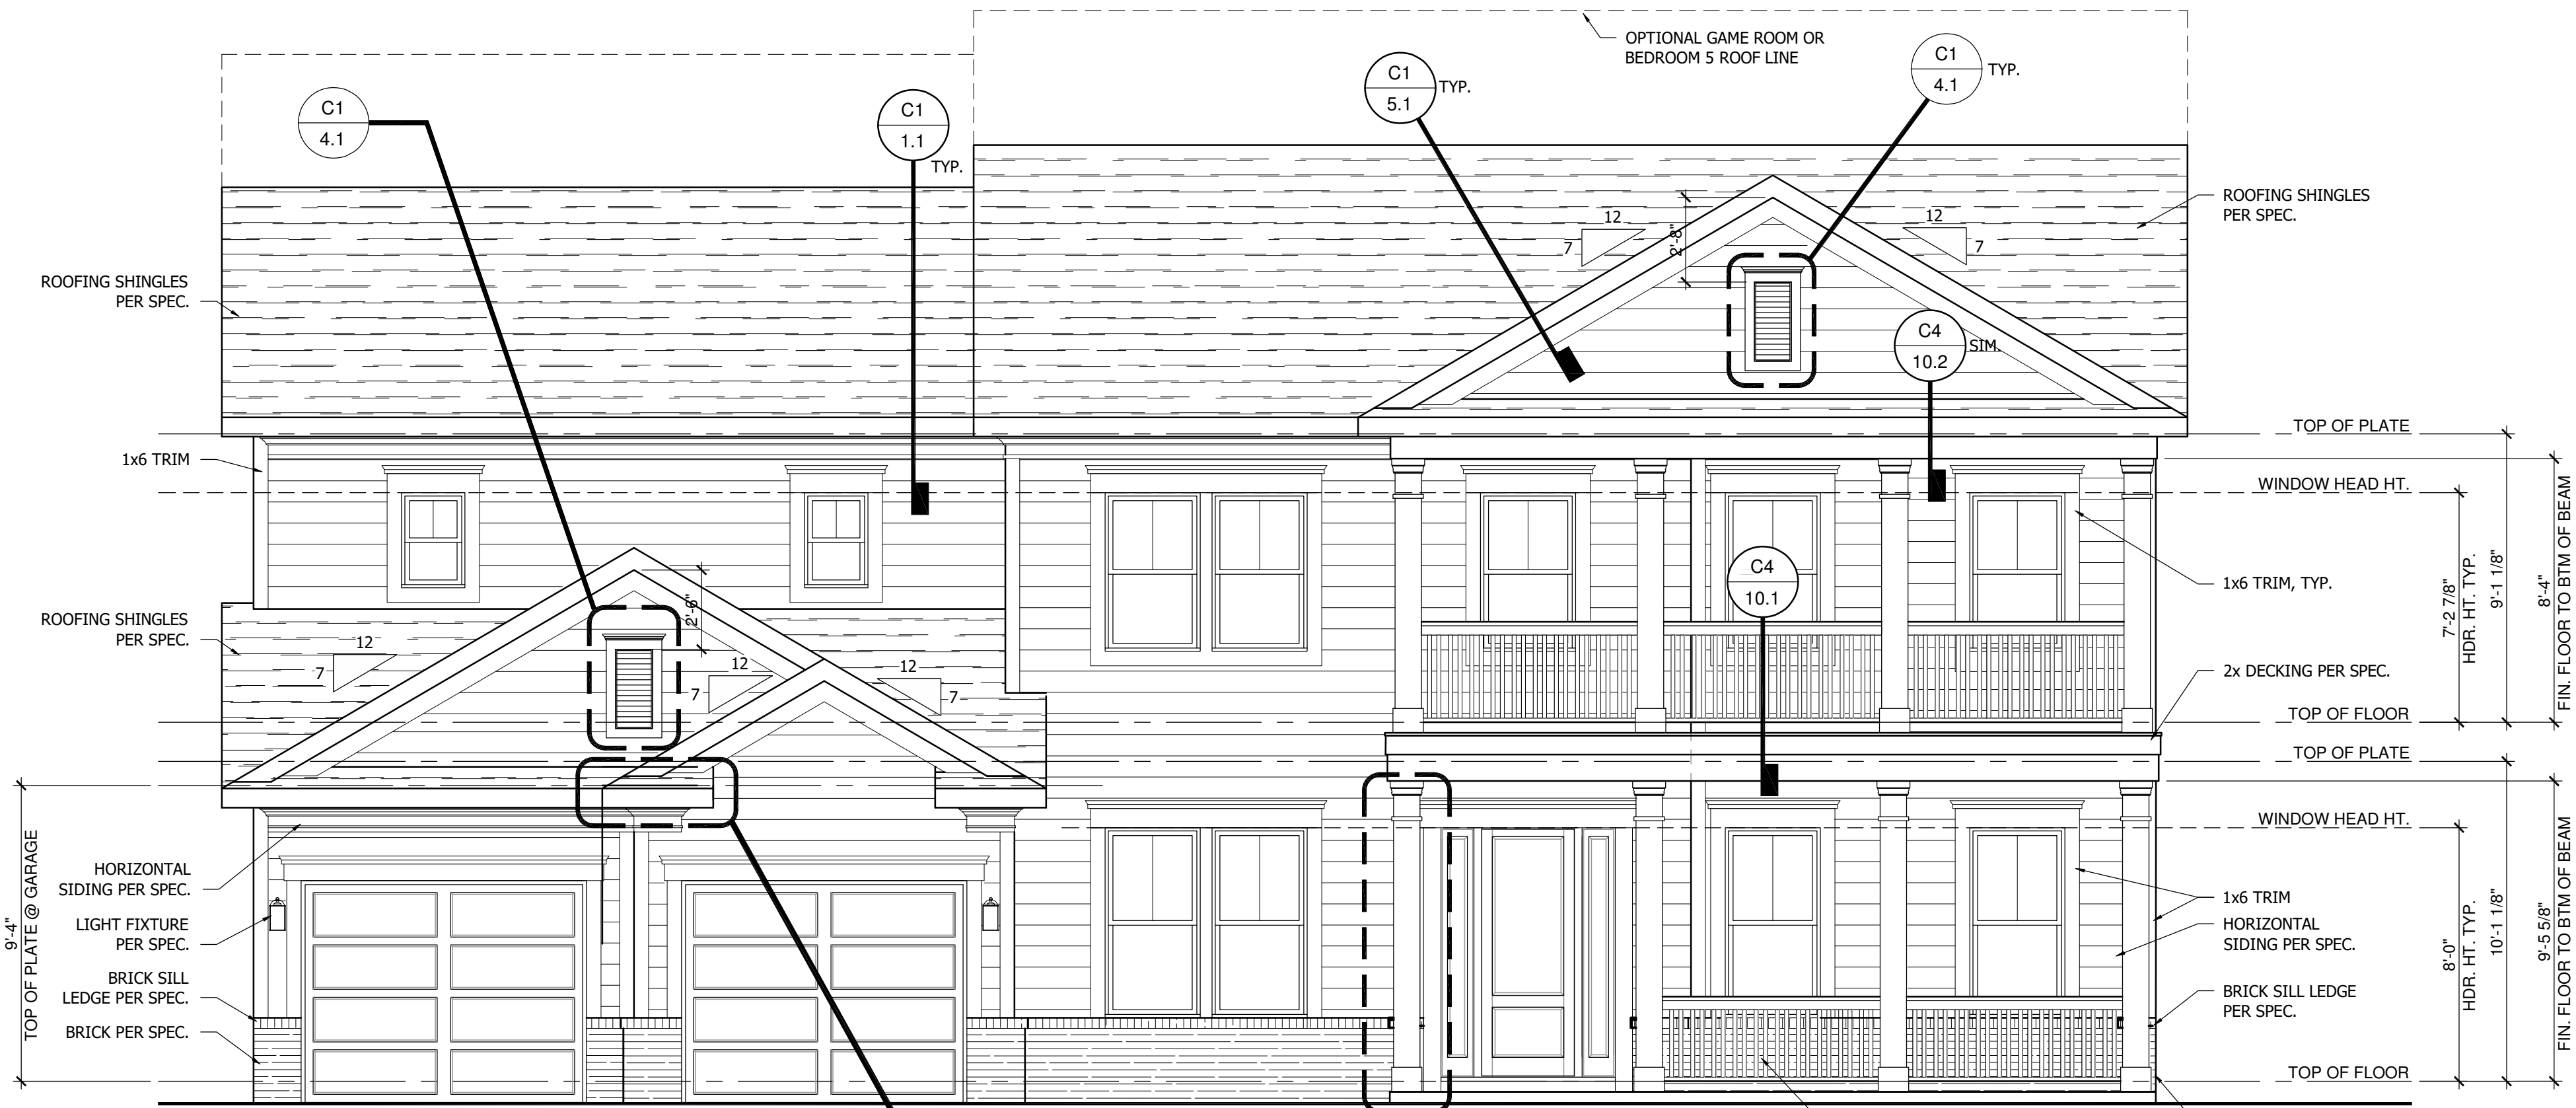 OPTIONAL GAME ROOM OR
BEDROOM 5 ROOF LINE
C1
4.1
C1
1.1
TYP.
C1
5.1
TYP.
C1
4.1
TYP.
ROOFING SHINGLES
PER SPEC.
12
7
2'-8"
12
7
ROOFING SHINGLES
PER SPEC.
C4
10.2
SIM.
TOP OF PLATE
1x6 TRIM
WINDOW HEAD HT.
C4
10.1
1x6 TRIM, TYP.
7'-2 7/8"
HDR. HT. TYP.
9'-1 1/8"
8'-4"
FIN. FLOOR TO BTM OF BEAM
ROOFING SHINGLES
PER SPEC.
12
7
2'-6"
12
7
12
7
2x DECKING PER SPEC.
TOP OF FLOOR
TOP OF PLATE
WINDOW HEAD HT.
9'-4"
TOP OF PLATE @ GARAGE
HORIZONTAL
SIDING PER SPEC.
LIGHT FIXTURE
PER SPEC.
BRICK SILL
LEDGE PER SPEC.
BRICK PER SPEC.
1x6 TRIM
HORIZONTAL
SIDING PER SPEC.
BRICK SILL LEDGE
PER SPEC.
8'-0"
HDR. HT. TYP.
10'-1 1/8"
9'-5 5/8"
FIN. FLOOR TO BTM OF BEAM
TOP OF FLOOR